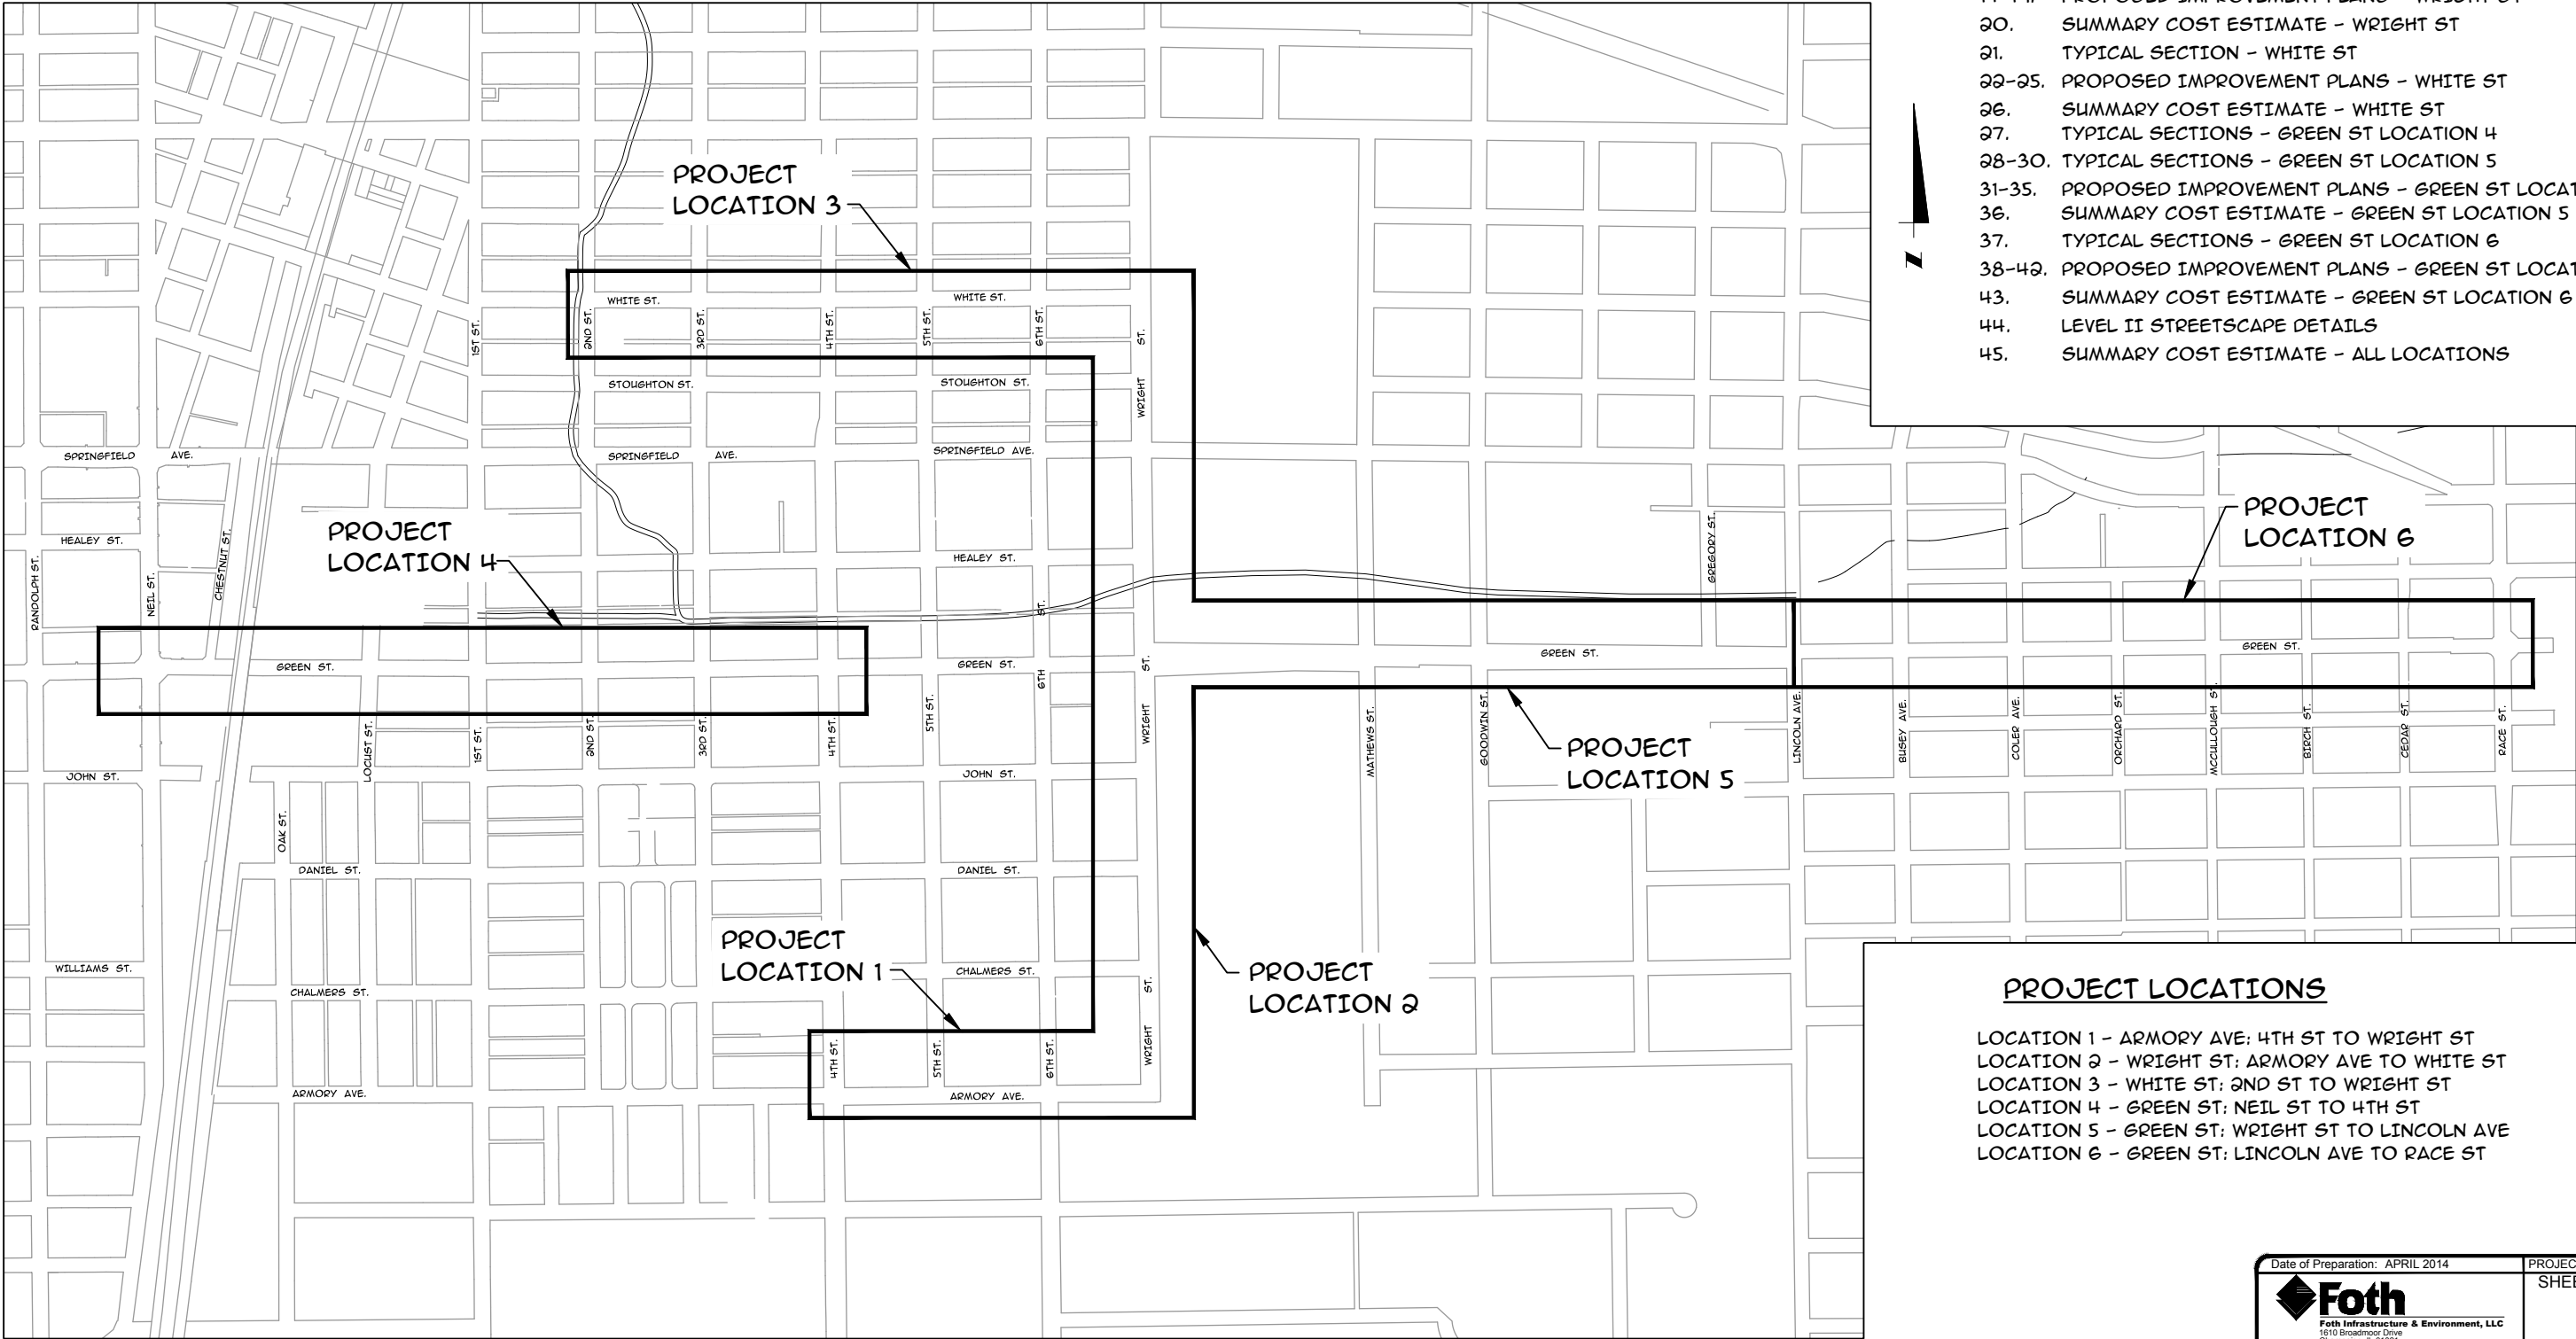 20. SUMMARY COST ESTIMATE - WRIGHT ST
21. TYPICAL SECTION - WHITE ST
22-25. PROPOSED IMPROVEMENT PLANS - WHITE ST
26. SUMMARY COST ESTIMATE - WHITE ST
27. TYPICAL SECTIONS - GREEN ST LOCATION 4
28-30. TYPICAL SECTIONS - GREEN ST LOCATION 5
31-35. PROPOSED IMPROVEMENT PLANS - GREEN ST
36. SUMMARY COST ESTIMATE - GREEN ST LOCATION 5
37. TYPICAL SECTIONS - GREEN ST LOCATION 6
38-42. PROPOSED IMPROVEMENT PLANS - GREEN ST
43. SUMMARY COST ESTIMATE - GREEN ST LOCATION 6
44. LEVEL II STREETSCAPE DETAILS
45. SUMMARY COST ESTIMATE - ALL LOCATIONS
Z
PROJECT
LOCATION 3
WHITE ST.
WHITE ST.
1ST ST.
2ND ST.
3RD ST.
4TH ST.
5TH ST.
6TH ST.
WRIGHT ST.
STOUGHTON ST.
STOUGHTON ST.
SPRINGFIELD AVE.
SPRINGFIELD AVE.
SPRINGFIELD AVE.
PROJECT
LOCATION 4
PROJECT
LOCATION 6
HEALEY ST.
HEALEY ST.
RANDOLPH ST.
NEIL ST.
CHESTNUT ST.
GREGORY ST.
GREEN ST.
GREEN ST.
GREEN ST.
GREEN ST.
6TH ST.
WRIGHT ST.
LOCUST ST.
1ST ST.
2ND ST.
3RD ST.
4TH ST.
5TH ST.
WRIGHT
MATHEWS ST.
GOODWIN ST.
LINCOLN AVE.
BUSEY AVE.
COLER AVE.
ORCHARD ST.
MCCULLOUGH ST.
BIRCH ST.
CEDAR ST.
RACE ST.
PROJECT
LOCATION 5
JOHN ST.
JOHN ST.
OAK ST.
DANIEL ST.
DANIEL ST.
PROJECT
LOCATION 1
PROJECT
LOCATION 2
WILLIAMS ST.
CHALMERS ST.
CHALMERS ST.
4TH ST.
5TH ST.
6TH ST.
WRIGHT ST.
ARMORY AVE.
ARMORY AVE.
PROJECT LOCATIONS
LOCATION 1 - ARMORY AVE; 4TH ST TO WRIGHT ST
LOCATION 2 - WRIGHT ST; ARMORY AVE TO WHITE ST
LOCATION 3 - WHITE ST; 2ND ST TO WRIGHT ST
LOCATION 4 - GREEN ST; NEIL ST TO 4TH ST
LOCATION 5 - GREEN ST; WRIGHT ST TO LINCOLN AVE
LOCATION 6 - GREEN ST; LINCOLN AVE TO RACE ST
Date of Preparation: APRIL 2014
Foth
Foth Infrastructure & Environment, LLC
1610 Broadmoor Drive